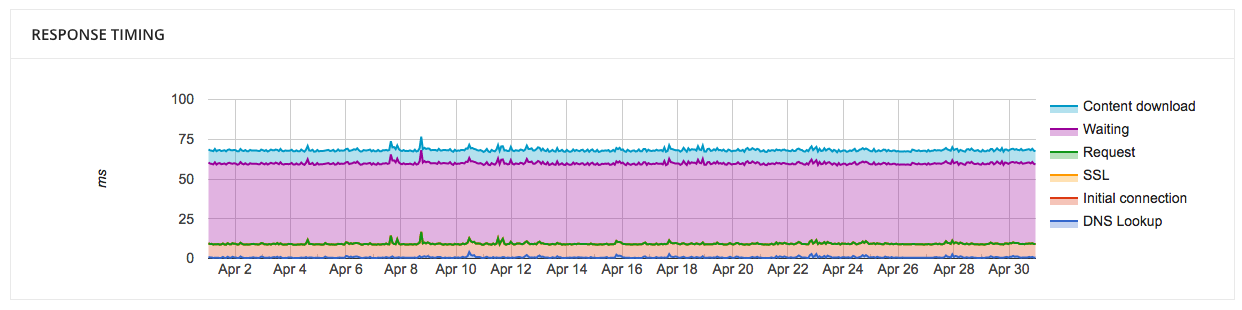 RESPONSE TIMING
100
75
50
25
0
ms
Apr 2 Apr 4 Apr 6 Apr 8 Apr 10 Apr 12 Apr 14 Apr 16 Apr 18 Apr 20 Apr 22 Apr 24 Apr 26 Apr 28 Apr 30
Content download
Waiting
Request
SSL
Initial connection
DNS Lookup